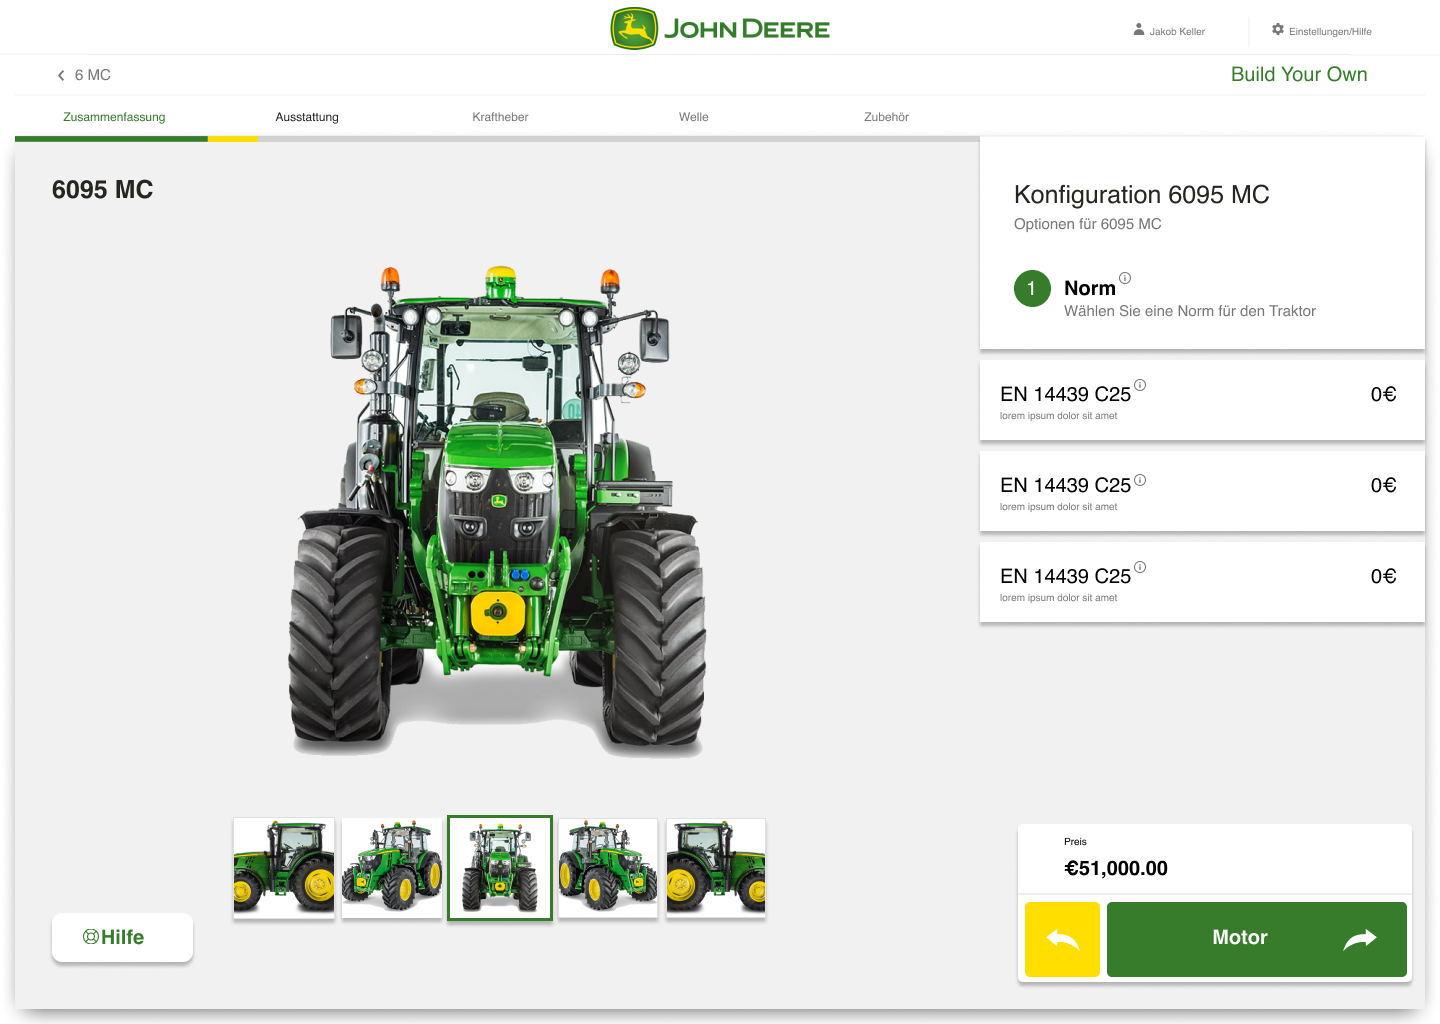 JOHN DEERE
Jakob Keller
Einstellungen/Hilfe
6 MC
Build Your Own
Zusammenfassung
Ausstattung
Kraftheber
Welle
Zubehör
6095 MC
Konfiguration 6095 MC
Optionen für 6095 MC
1
Norm
Wählen Sie eine Norm für den Traktor
EN 14439 C25
0€
lorem ipsum dolor sit amet
EN 14439 C25
0€
lorem ipsum dolor sit amet
EN 14439 C25
0€
lorem ipsum dolor sit amet
Preis
€51,000.00
Hilfe
Motor